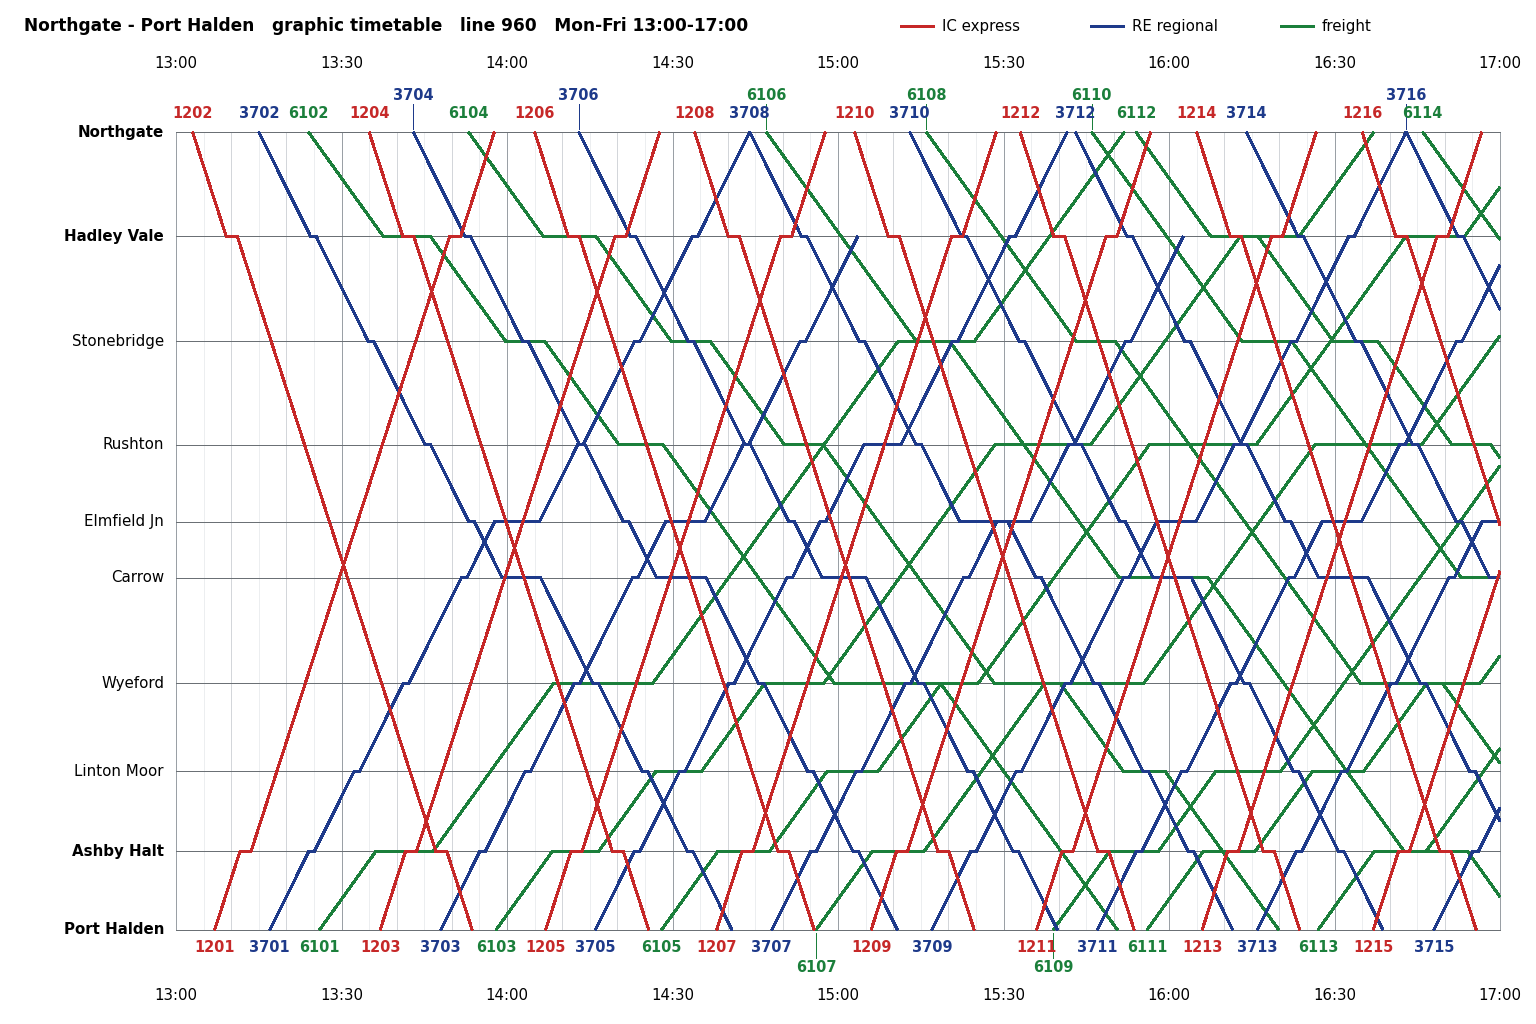 Northgate - Port Halden graphic timetable line 960 Mon-Fri 13:00-17:00
IC express
RE regional
freight
13:00 13:30 14:00 14:30 15:00 15:30 16:00 16:30 17:00
3704 3706 6106 6108 6110 3716
1202 3702 6102 1204 6104 1206 1208 3708 1210 3710 1212 3712 6112 1214 3714 1216 6114
Northgate
Hadley Vale
Stonebridge
Rushton
Elmfield Jn
Carrow
Wyeford
Linton Moor
Ashby Halt
Port Halden
1201 3701 6101 1203 3703 6103 1205 3705 6105 1207 3707 1209 3709 1211 3711 6111 1213 3713 6113 1215 3715
6107 6109
13:00 13:30 14:00 14:30 15:00 15:30 16:00 16:30 17:00